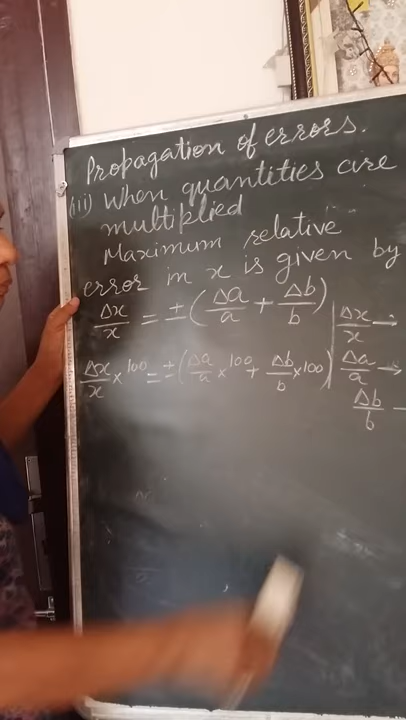 Propagation of errors.
(iii) When quantities are
multiplied
Maximum relative
error in x is given by
Δx/x = ±(Δa/a + Δb/b)
Δx/x ×100 = ±(Δa/a ×100 + Δb/b ×100)
Δx/x →
Δa/a →
Δb/b –